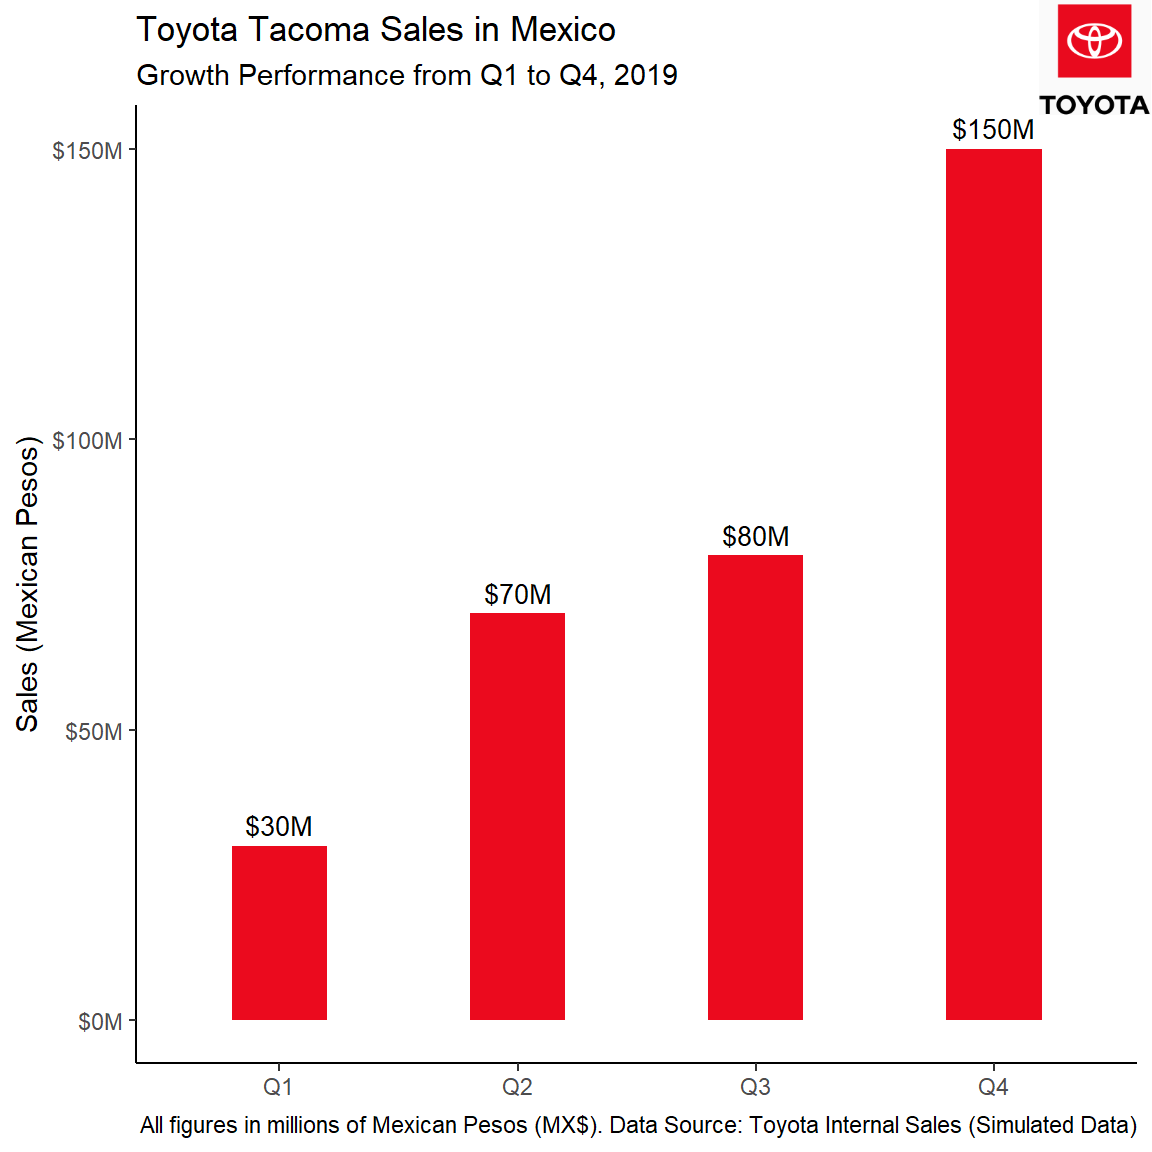 Toyota Tacoma Sales in Mexico
Growth Performance from Q1 to Q4, 2019
TOYOTA
Sales (Mexican Pesos)
$150M
$100M
$50M
$0M
$30M
$70M
$80M
$150M
Q1
Q2
Q3
Q4
All figures in millions of Mexican Pesos (MX$). Data Source: Toyota Internal Sales (Simulated Data)